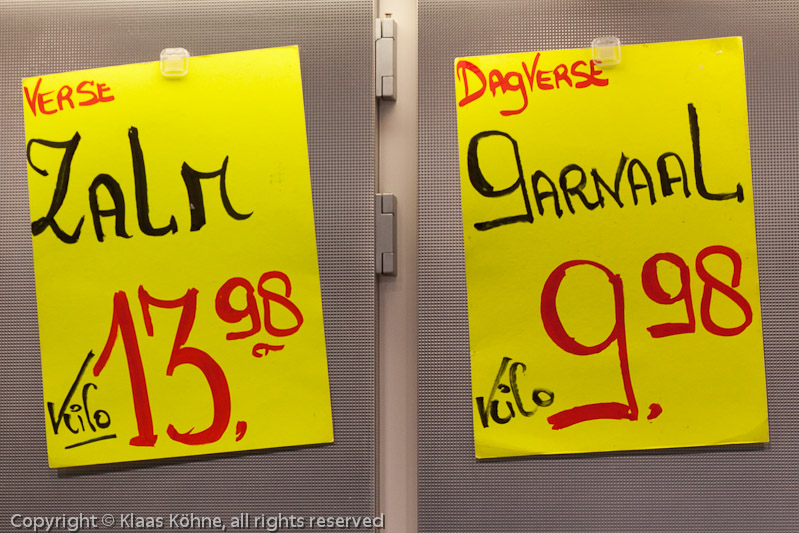 VERSE
ZALM
Kilo 13,98
DAGVERSE
GARNAAL
Kilo 9,98
Copyright © Klaas Köhne, all rights reserved